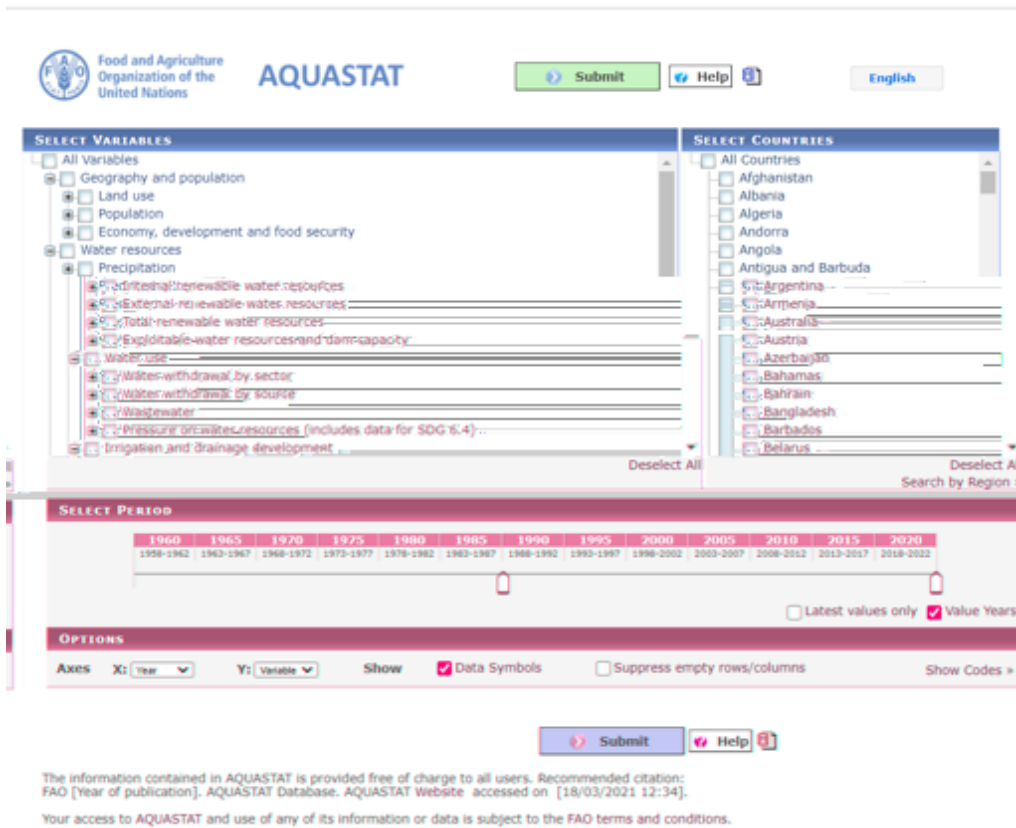 Food and Agriculture
Organization of the
United Nations
AQUASTAT
Submit
Help
English
SELECT VARIABLES
All Variables
Geography and population
Land use
Population
Economy, development and food security
Water resources
Precipitation
Internal renewable water resources
External renewable water resources
Total renewable water resources
Exploitable water resources and dam capacity
Water use
Water withdrawal by sector
Water withdrawal by source
Wastewater
Pressure on water resources (includes data for SDG 6.4)
Irrigation and drainage development
Deselect All
SELECT COUNTRIES
All Countries
Afghanistan
Albania
Algeria
Andorra
Angola
Antigua and Barbuda
Argentina
Armenia
Australia
Austria
Azerbaijan
Bahamas
Bahrain
Bangladesh
Barbados
Belarus
Deselect A
Search by Region
SELECT PERIOD
1960 1965 1970 1975 1980 1985 1990 1995 2000 2005 2010 2015 2020
1958-1962 1963-1967 1968-1972 1973-1977 1978-1982 1983-1987 1988-1992 1993-1997 1998-2002 2003-2007 2008-2012 2013-2017 2018-2022
Latest values only Value Years
OPTIONS
Axes X: Year Y: Variable Show Data Symbols Suppress empty rows/columns Show Codes »
Submit Help
The information contained in AQUASTAT is provided free of charge to all users. Recommended citation:
FAO [Year of publication]. AQUASTAT Database. AQUASTAT Website accessed on [18/03/2021 12:34].
Your access to AQUASTAT and use of any of its information or data is subject to the FAO terms and conditions.